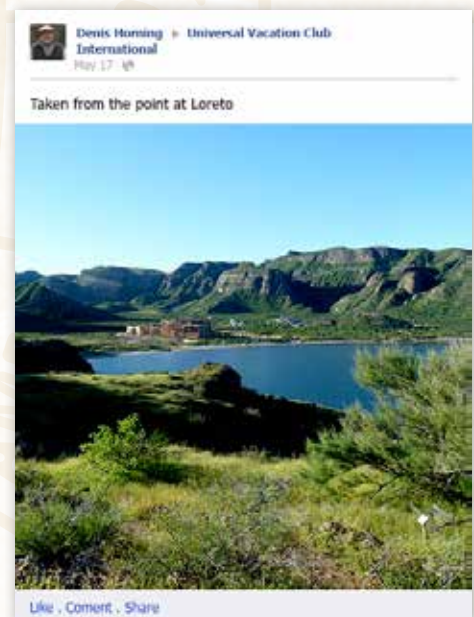 Denis Horning ▸ Universal Vacation Club
International
May 17
Taken from the point at Loreto
Like . Coment . Share